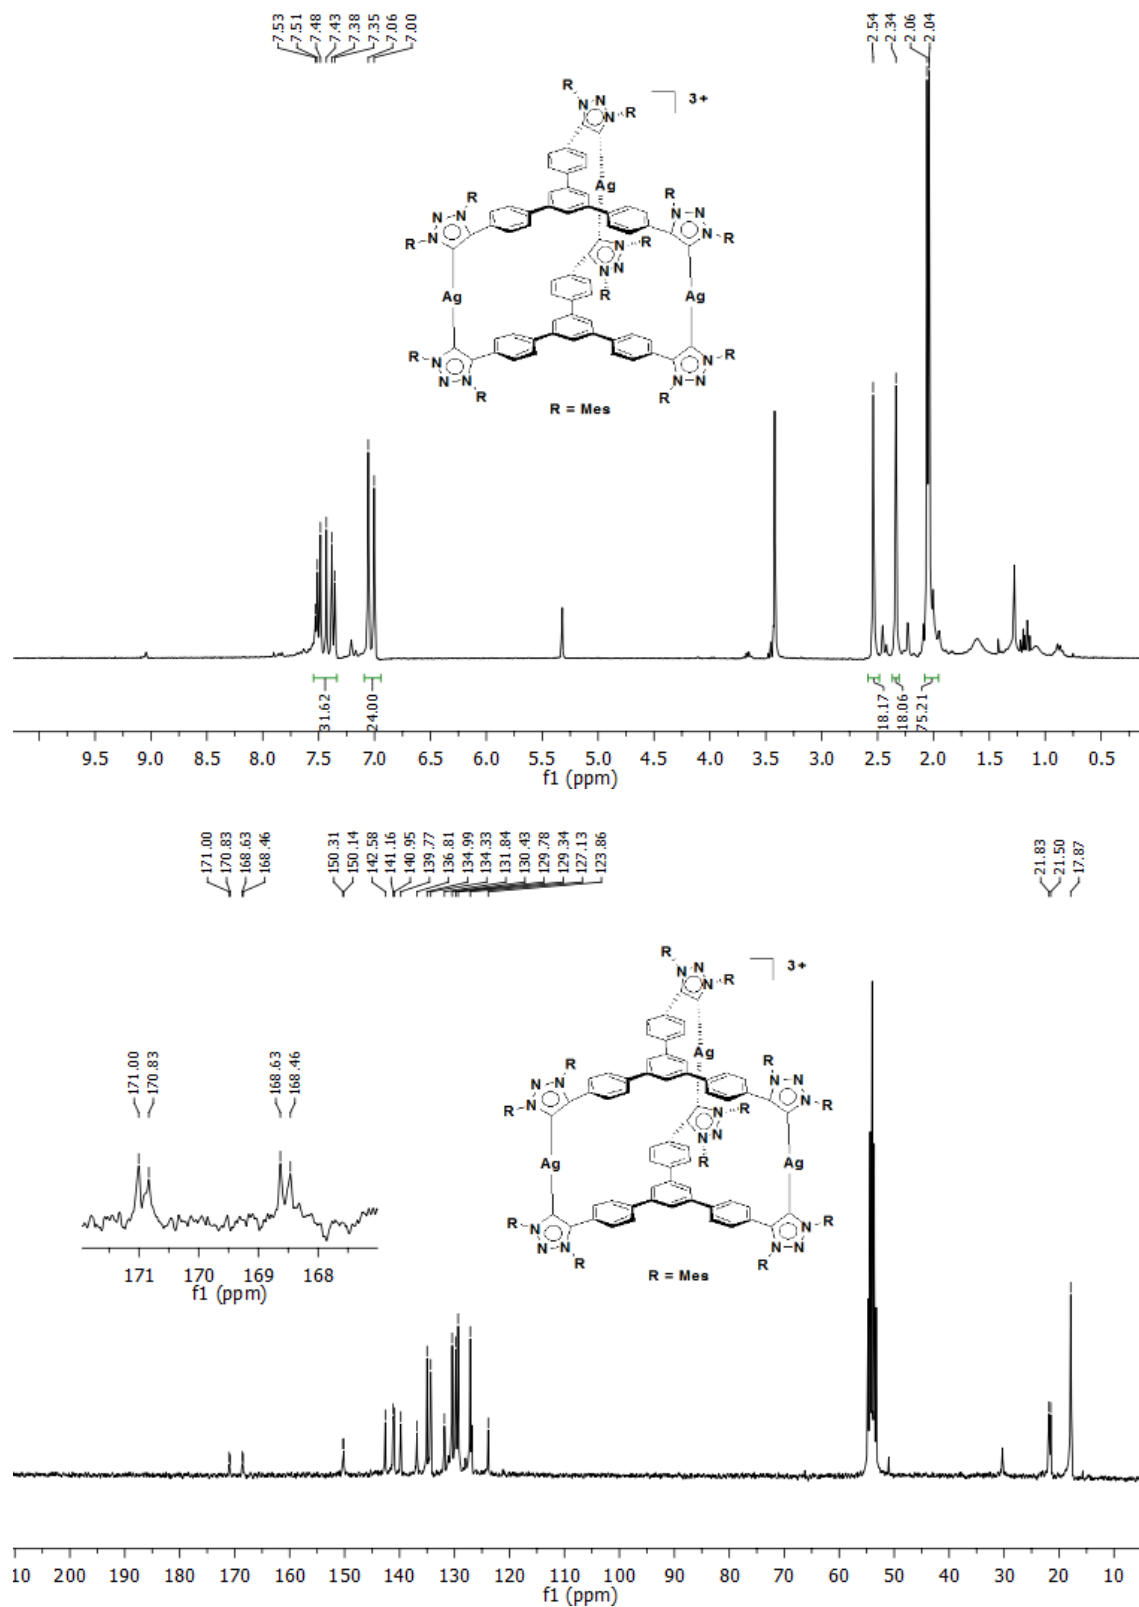 7.53 7.51 7.48 7.43 7.38 7.35 7.06 7.00 2.54 2.34 2.06 2.04
R 3+
N N
N R
R Ag R
N N N N
R N R N R
N
N N
R
Ag Ag
R R
N N N N
N R R N
R = Mes
31.62 24.00 18.17 18.06 75.21
9.5 9.0 8.5 8.0 7.5 7.0 6.5 6.0 5.5 5.0 4.5 4.0 3.5 3.0 2.5 2.0 1.5 1.0 0.5
f1 (ppm)
171.00 170.83 168.63 168.46 150.31 150.14 142.58 141.16 140.95 139.77 136.81 134.99 134.33 131.84 130.43 129.78 129.34 127.13 123.86 21.83 21.50 17.87
171.00 170.83 168.63 168.46
R 3+
N N
N R
R Ag R
N N N N
R N R N R
N
N N
R
Ag Ag
R R
N N N N
N R R N
R = Mes
171 170 169 168
f1 (ppm)
10 200 190 180 170 160 150 140 130 120 110 100 90 80 70 60 50 40 30 20 10
f1 (ppm)